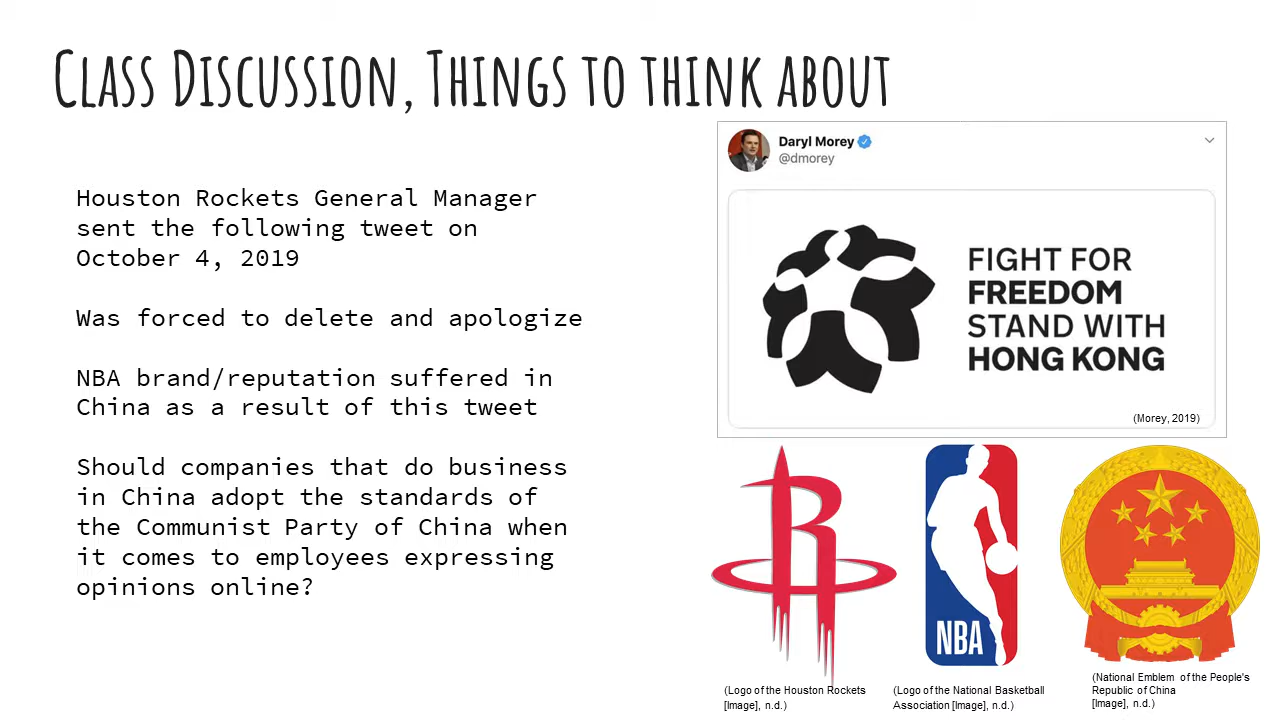 Class Discussion, Things to think about
Houston Rockets General Manager
sent the following tweet on
October 4, 2019
Was forced to delete and apologize
NBA brand/reputation suffered in
China as a result of this tweet
Should companies that do business
in China adopt the standards of
the Communist Party of China when
it comes to employees expressing
opinions online?
Daryl Morey
@dmorey
FIGHT FOR
FREEDOM
STAND WITH
HONG KONG
(Morey, 2019)
R
NBA
(Logo of the Houston Rockets
[Image], n.d.)
(Logo of the National Basketball
Association [Image], n.d.)
(National Emblem of the People's
Republic of China
[Image], n.d.)